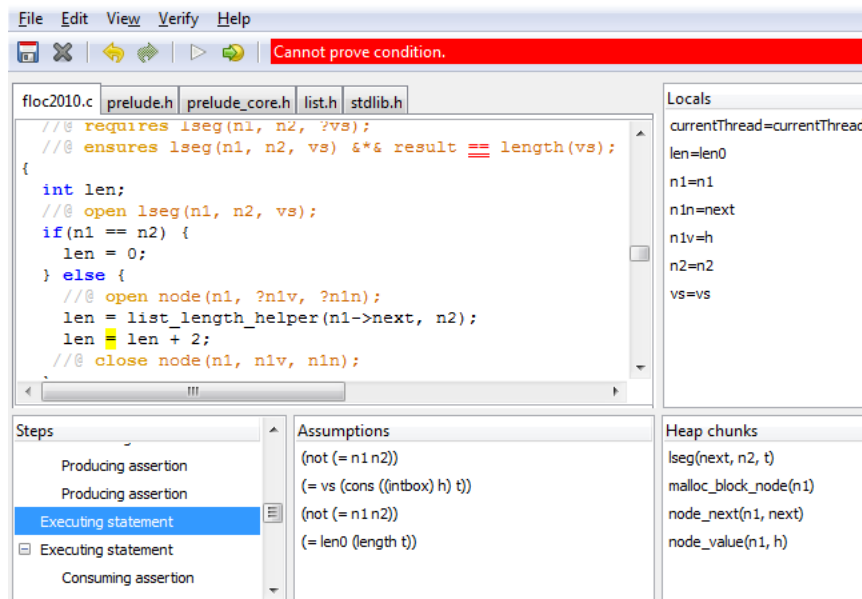 File Edit View Verify Help
Cannot prove condition.
floc2010.c prelude.h prelude_core.h list.h stdlib.h
//@ requires lseg(n1, n2, ?vs);
//@ ensures lseg(n1, n2, vs) &*& result == length(vs);
{
int len;
//@ open lseg(n1, n2, vs);
if(n1 == n2) {
len = 0;
} else {
//@ open node(n1, ?n1v, ?n1n);
len = list_length_helper(n1->next, n2);
len = len + 2;
//@ close node(n1, n1v, n1n);
Locals
currentThread=currentThread
len=len0
n1=n1
n1n=next
n1v=h
n2=n2
vs=vs
Steps
Producing assertion
Producing assertion
Executing statement
Executing statement
Consuming assertion
Assumptions
(not (= n1 n2))
(= vs (cons ((intbox) h) t))
(not (= n1 n2))
(= len0 (length t))
Heap chunks
lseg(next, n2, t)
malloc_block_node(n1)
node_next(n1, next)
node_value(n1, h)